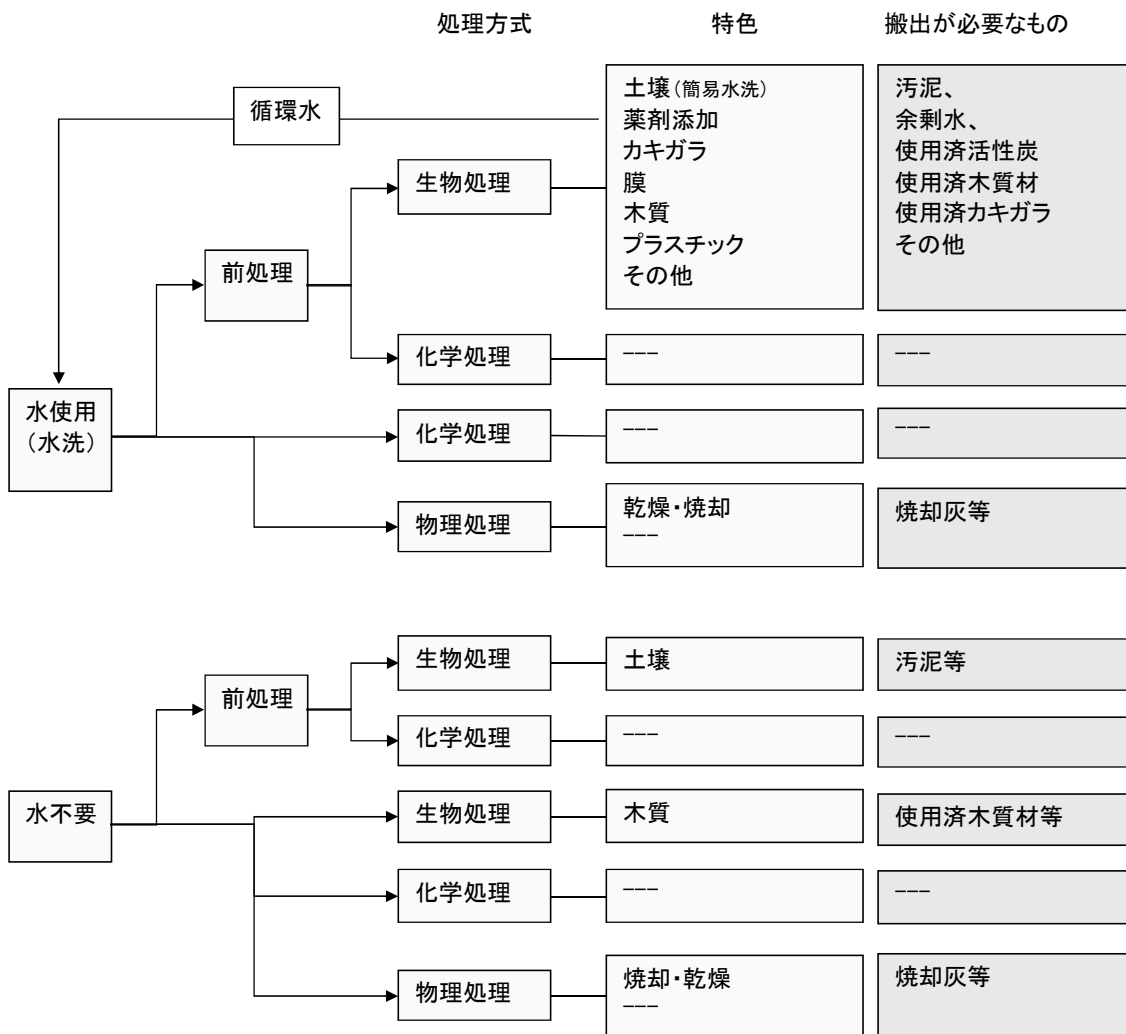 処理方式
特色
搬出が必要なもの
循環水
土壌(簡易水洗)
薬剤添加
カキガラ
膜
木質
プラスチック
その他
汚泥、
余剰水、
使用済活性炭
使用済木質材
使用済カキガラ
その他
生物処理
前処理
化学処理
---
---
水使用
(水洗)
化学処理
---
---
物理処理
乾燥・焼却
---
焼却灰等
生物処理
土壌
汚泥等
前処理
化学処理
---
---
水不要
生物処理
木質
使用済木質材等
化学処理
---
---
物理処理
焼却・乾燥
---
焼却灰等